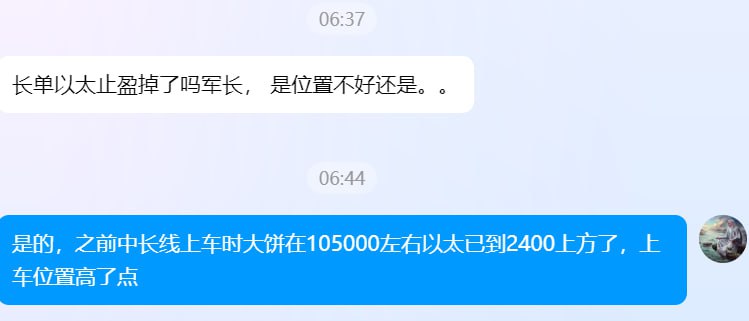 06:37
长单以太止盈掉了吗军长， 是位置不好还是。。
06:44
是的，之前中长线上车时大饼在105000左右以太已到2400上方了，上
车位置高了点